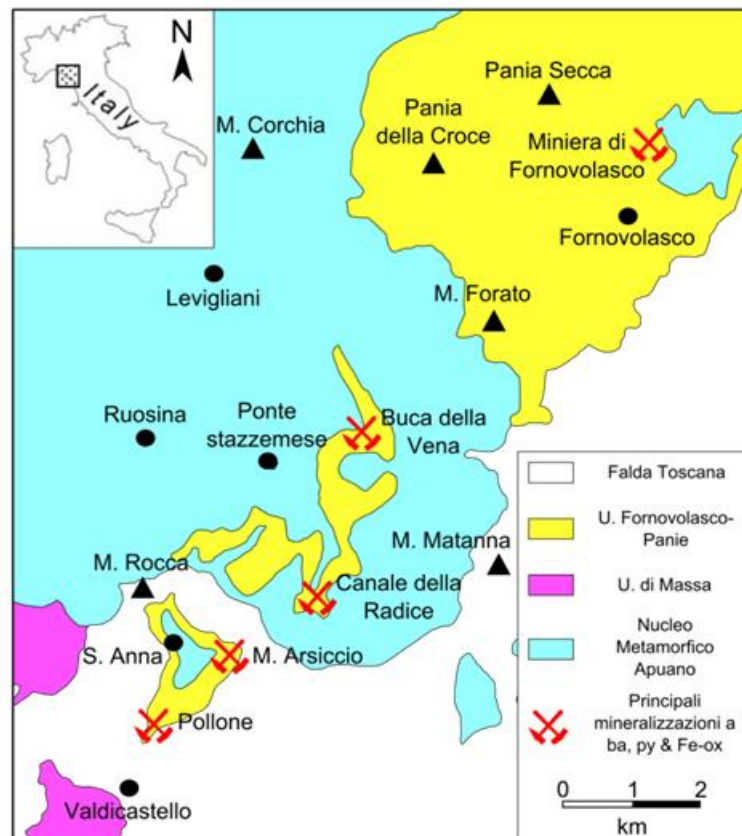 N
Italy
Pania Secca
Pania
della Croce
M. Corchia
Miniera di
Fornovolasco
Fornovolasco
Levigliani
M. Forato
Ruosina
Ponte
stazzemese
Buca della
Vena
M. Rocca
M. Matanna
Canale della
Radice
S. Anna
M. Arsiccio
Pollone
Valdicastello
Falda Toscana
U. Fornovolasco-
Panie
U. di Massa
Nucleo
Metamorfico
Apuano
Principali
mineralizzazioni a
ba, py & Fe-ox
0 1 2
km